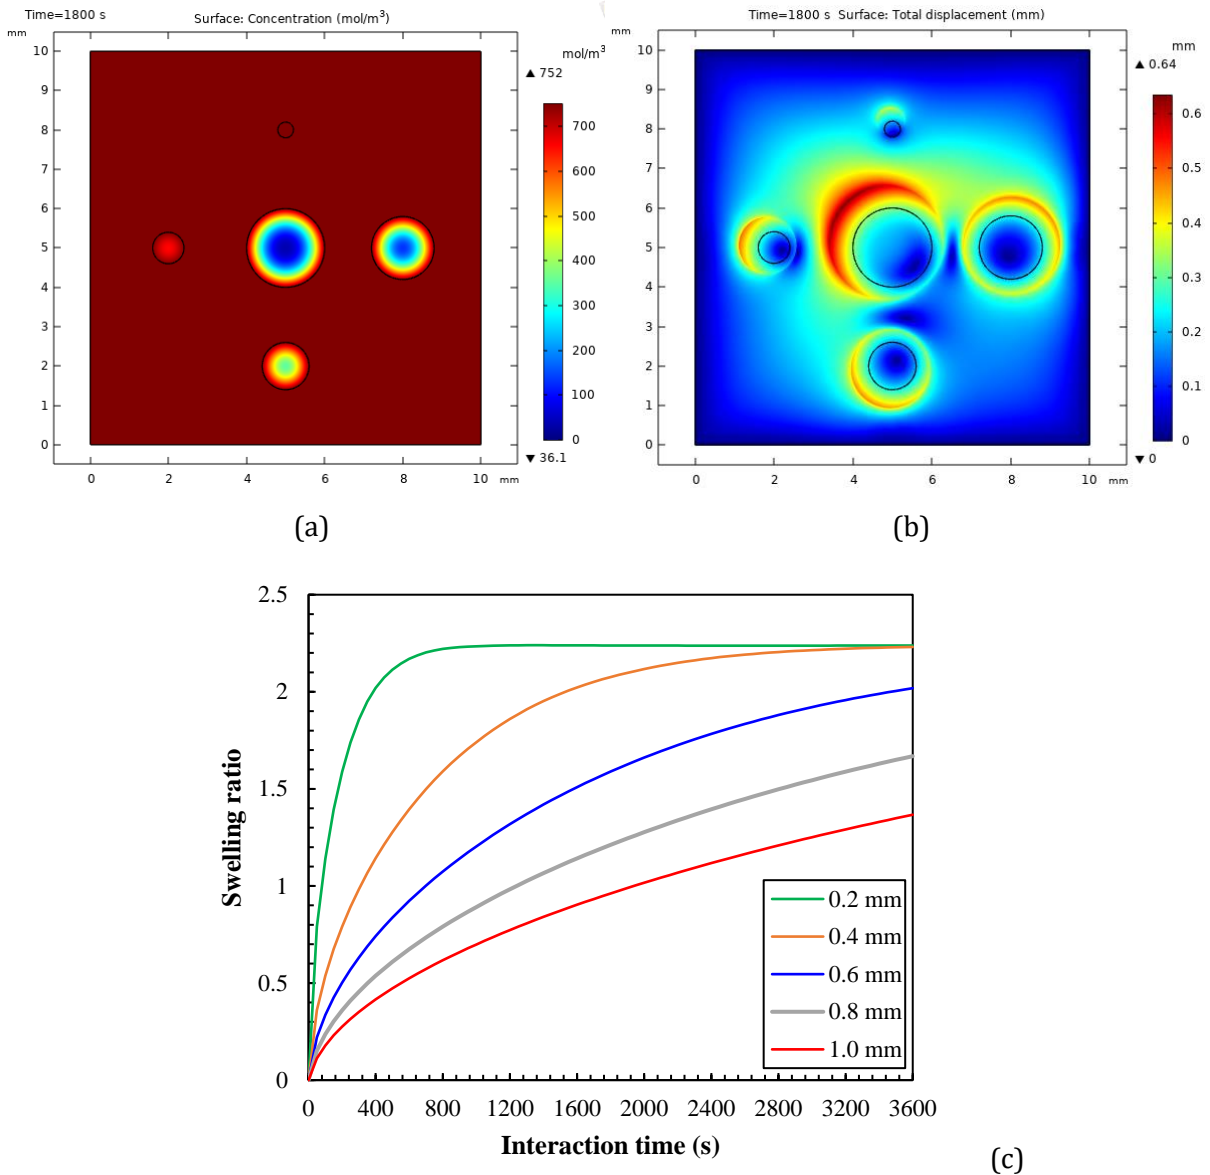 Time=1800 s Surface: Concentration (mol/m³)
mm
mol/m³
▲ 752
10
9
8
7
6
5
4
3
2
1
0
700
600
500
400
300
200
100
0
▼ 36.1
0 2 4 6 8 10 mm
(a)
Time=1800 s Surface: Total displacement (mm)
mm
mm
▲ 0.64
10
9
8
7
6
5
4
3
2
1
0
0.6
0.5
0.4
0.3
0.2
0.1
0
▼ 0
0 2 4 6 8 10 mm
(b)
2.5
2
1.5
1
0.5
0
Swelling ratio
0.2 mm
0.4 mm
0.6 mm
0.8 mm
1.0 mm
0 400 800 1200 1600 2000 2400 2800 3200 3600
Interaction time (s)
(c)